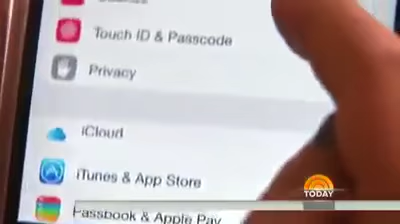 Touch ID & Passcode
Privacy
iCloud
iTunes & App Store
TODAY
Passbook & Apple Pay